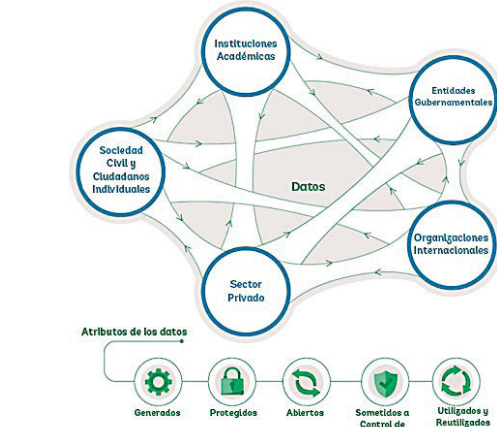 Instituciones
Académicas
Entidades
Gubernamentales
Sociedad
Civil y
Ciudadanos
Individuales
Datos
Organizaciones
Internacionales
Sector
Privado
Atributos de los datos
Generados
Protegidos
Abiertos
Sometidos a
Control de
Utilizados y
Reutilizados